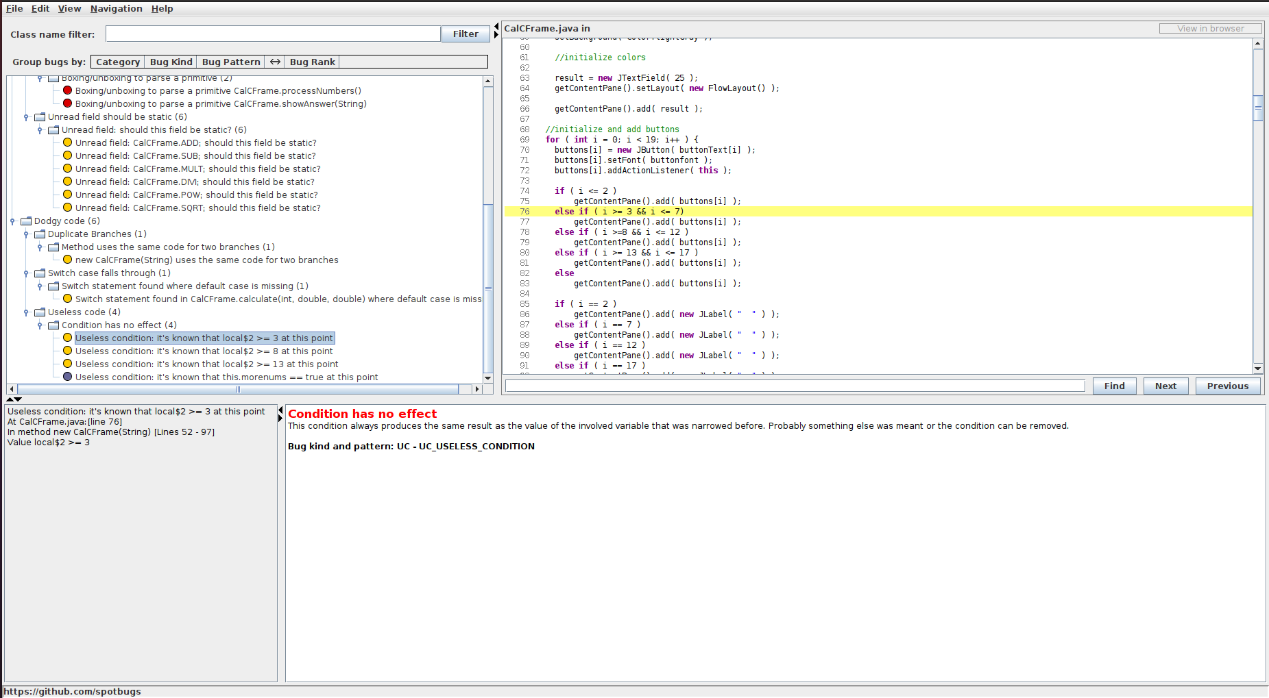 File Edit View Navigation Help
Class name filter:
Filter
Group bugs by: Category Bug Kind Bug Pattern ↔ Bug Rank
Boxing/unboxing to parse a primitive (2)
Boxing/unboxing to parse a primitive CalCFrame.processNumbers()
Boxing/unboxing to parse a primitive CalCFrame.showAnswer(String)
Unread field should be static (6)
Unread field: should this field be static? (6)
Unread field: CalCFrame.ADD; should this field be static?
Unread field: CalCFrame.SUB; should this field be static?
Unread field: CalCFrame.MULT; should this field be static?
Unread field: CalCFrame.DIVI; should this field be static?
Unread field: CalCFrame.POW; should this field be static?
Unread field: CalCFrame.SQRT; should this field be static?
Dodgy code (6)
Duplicate Branches (1)
Method uses the same code for two branches (1)
new CalCFrame(String) uses the same code for two branches
Switch case falls through (1)
Switch statement found where default case is missing (1)
Switch statement found in CalCFrame.calculate(int, double, double) where default case is miss
Useless code (4)
Condition has no effect (4)
Useless condition: it's known that local$2 >= 3 at this point
Useless condition: it's known that local$2 >= 8 at this point
Useless condition: it's known that local$2 >= 13 at this point
Useless condition: it's known that this.morenums == true at this point
CalCFrame.java in
View in browser
60
61 //initialize colors
62
63 result = new JTextField( 25 );
64 getContentPane().setLayout( new FlowLayout() );
65
66 getContentPane().add( result );
67
68 //initialize and add buttons
69 for ( int i = 0; i < 19; i++ ) {
70 buttons[i] = new JButton( buttonText[i] );
71 buttons[i].setFont( buttonfont );
72 buttons[i].addActionListener( this );
73
74 if ( i <= 2 )
75 getContentPane().add( buttons[i] );
76 else if ( i >= 3 && i <= 7)
77 getContentPane().add( buttons[i] );
78 else if ( i >=8 && i <= 12 )
79 getContentPane().add( buttons[i] );
80 else if ( i >= 13 && i <= 17 )
81 getContentPane().add( buttons[i] );
82 else
83 getContentPane().add( buttons[i] );
84
85 if ( i == 2 )
86 getContentPane().add( new JLabel( "  " ) );
87 else if ( i == 7 )
88 getContentPane().add( new JLabel( "  " ) );
89 else if ( i == 12 )
90 getContentPane().add( new JLabel( "  " ) );
91 else if ( i == 17 )
Find Next Previous
Useless condition: it's known that local$2 >= 3 at this point
At CalCFrame.java:[line 76]
In method new CalCFrame(String) [Lines 52 - 97]
Value local$2 >= 3
Condition has no effect
This condition always produces the same result as the value of the involved variable that was narrowed before. Probably something else was meant or the condition can be removed.
Bug kind and pattern: UC - UC_USELESS_CONDITION
https://github.com/spotbugs